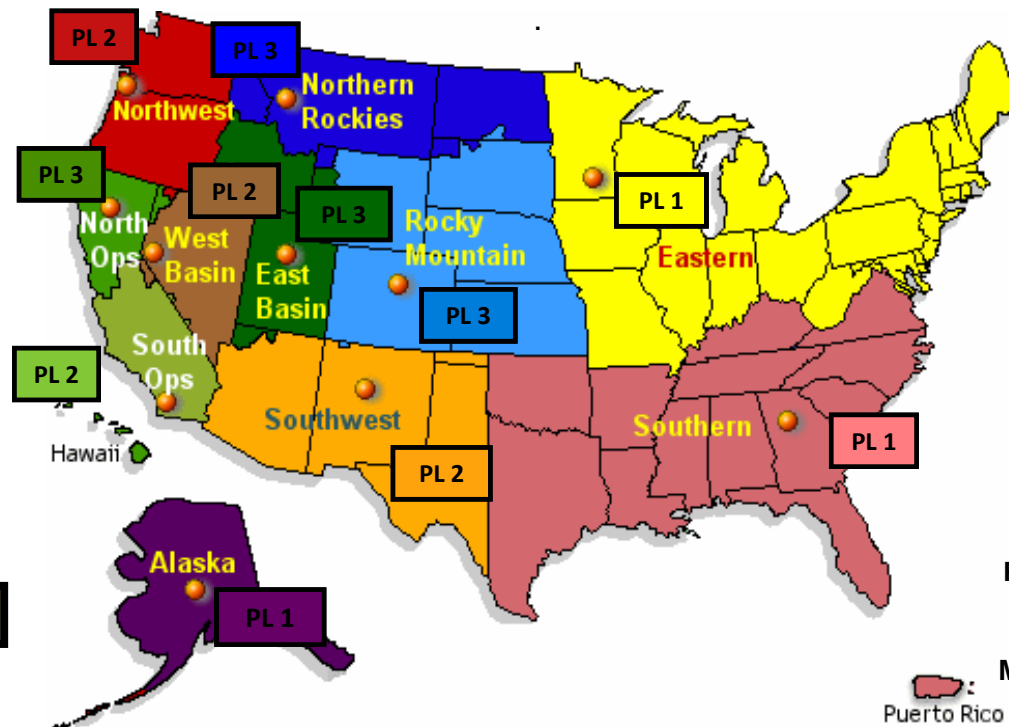 PL 2
PL 3
Northern
Rockies
Northwest
PL 3
PL 2
PL 3
PL 1
North
Ops
West
Basin
Rocky
Mountain
Eastern
East
Basin
PL 3
South
Ops
PL 2
Southwest
Southern
PL 1
Hawaii
PL 2
Alaska
PL 1
Puerto Rico